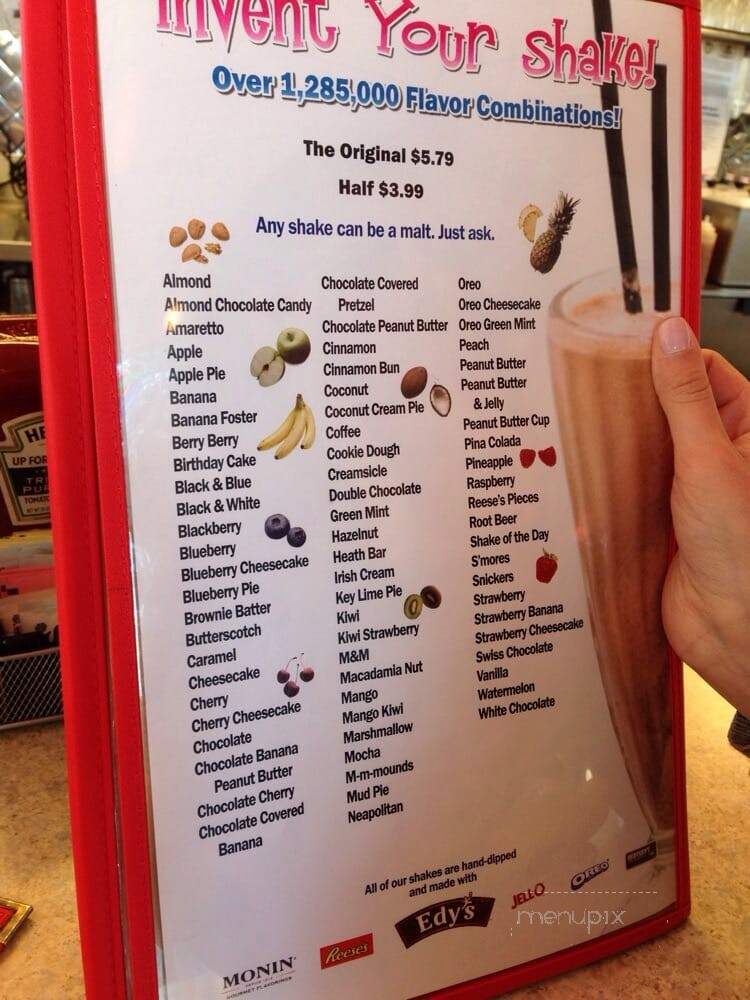 Invent Your Shake!
Over 1,285,000 Flavor Combinations!
The Original $5.79
Half $3.99
Any shake can be a malt. Just ask.
Almond
Almond Chocolate Candy
Amaretto
Apple
Apple Pie
Banana
Banana Foster
Berry Berry
Birthday Cake
Black & Blue
Black & White
Blackberry
Blueberry
Blueberry Cheesecake
Blueberry Pie
Brownie Batter
Butterscotch
Caramel
Cheesecake
Cherry
Cherry Cheesecake
Chocolate
Chocolate Banana
Peanut Butter
Chocolate Cherry
Chocolate Covered
Banana
Chocolate Covered
Pretzel
Chocolate Peanut Butter
Cinnamon
Cinnamon Bun
Coconut
Coconut Cream Pie
Coffee
Cookie Dough
Creamsicle
Double Chocolate
Green Mint
Hazelnut
Heath Bar
Irish Cream
Key Lime Pie
Kiwi
Kiwi Strawberry
M&M
Macadamia Nut
Mango
Mango Kiwi
Marshmallow
Mocha
M-m-mounds
Mud Pie
Neapolitan
Oreo
Oreo Cheesecake
Oreo Green Mint
Peach
Peanut Butter
Peanut Butter
& Jelly
Peanut Butter Cup
Pina Colada
Pineapple
Raspberry
Reese's Pieces
Root Beer
Shake of the Day
S'mores
Snickers
Strawberry
Strawberry Banana
Strawberry Cheesecake
Swiss Chocolate
Vanilla
Watermelon
White Chocolate
All of our shakes are hand-dipped
and made with
MONIN
GOURMET FLAVORINGS
Reeses
Edy's
JELL-O
OREO
menupix
HE
UP FOR
TR
PU
TOMATO